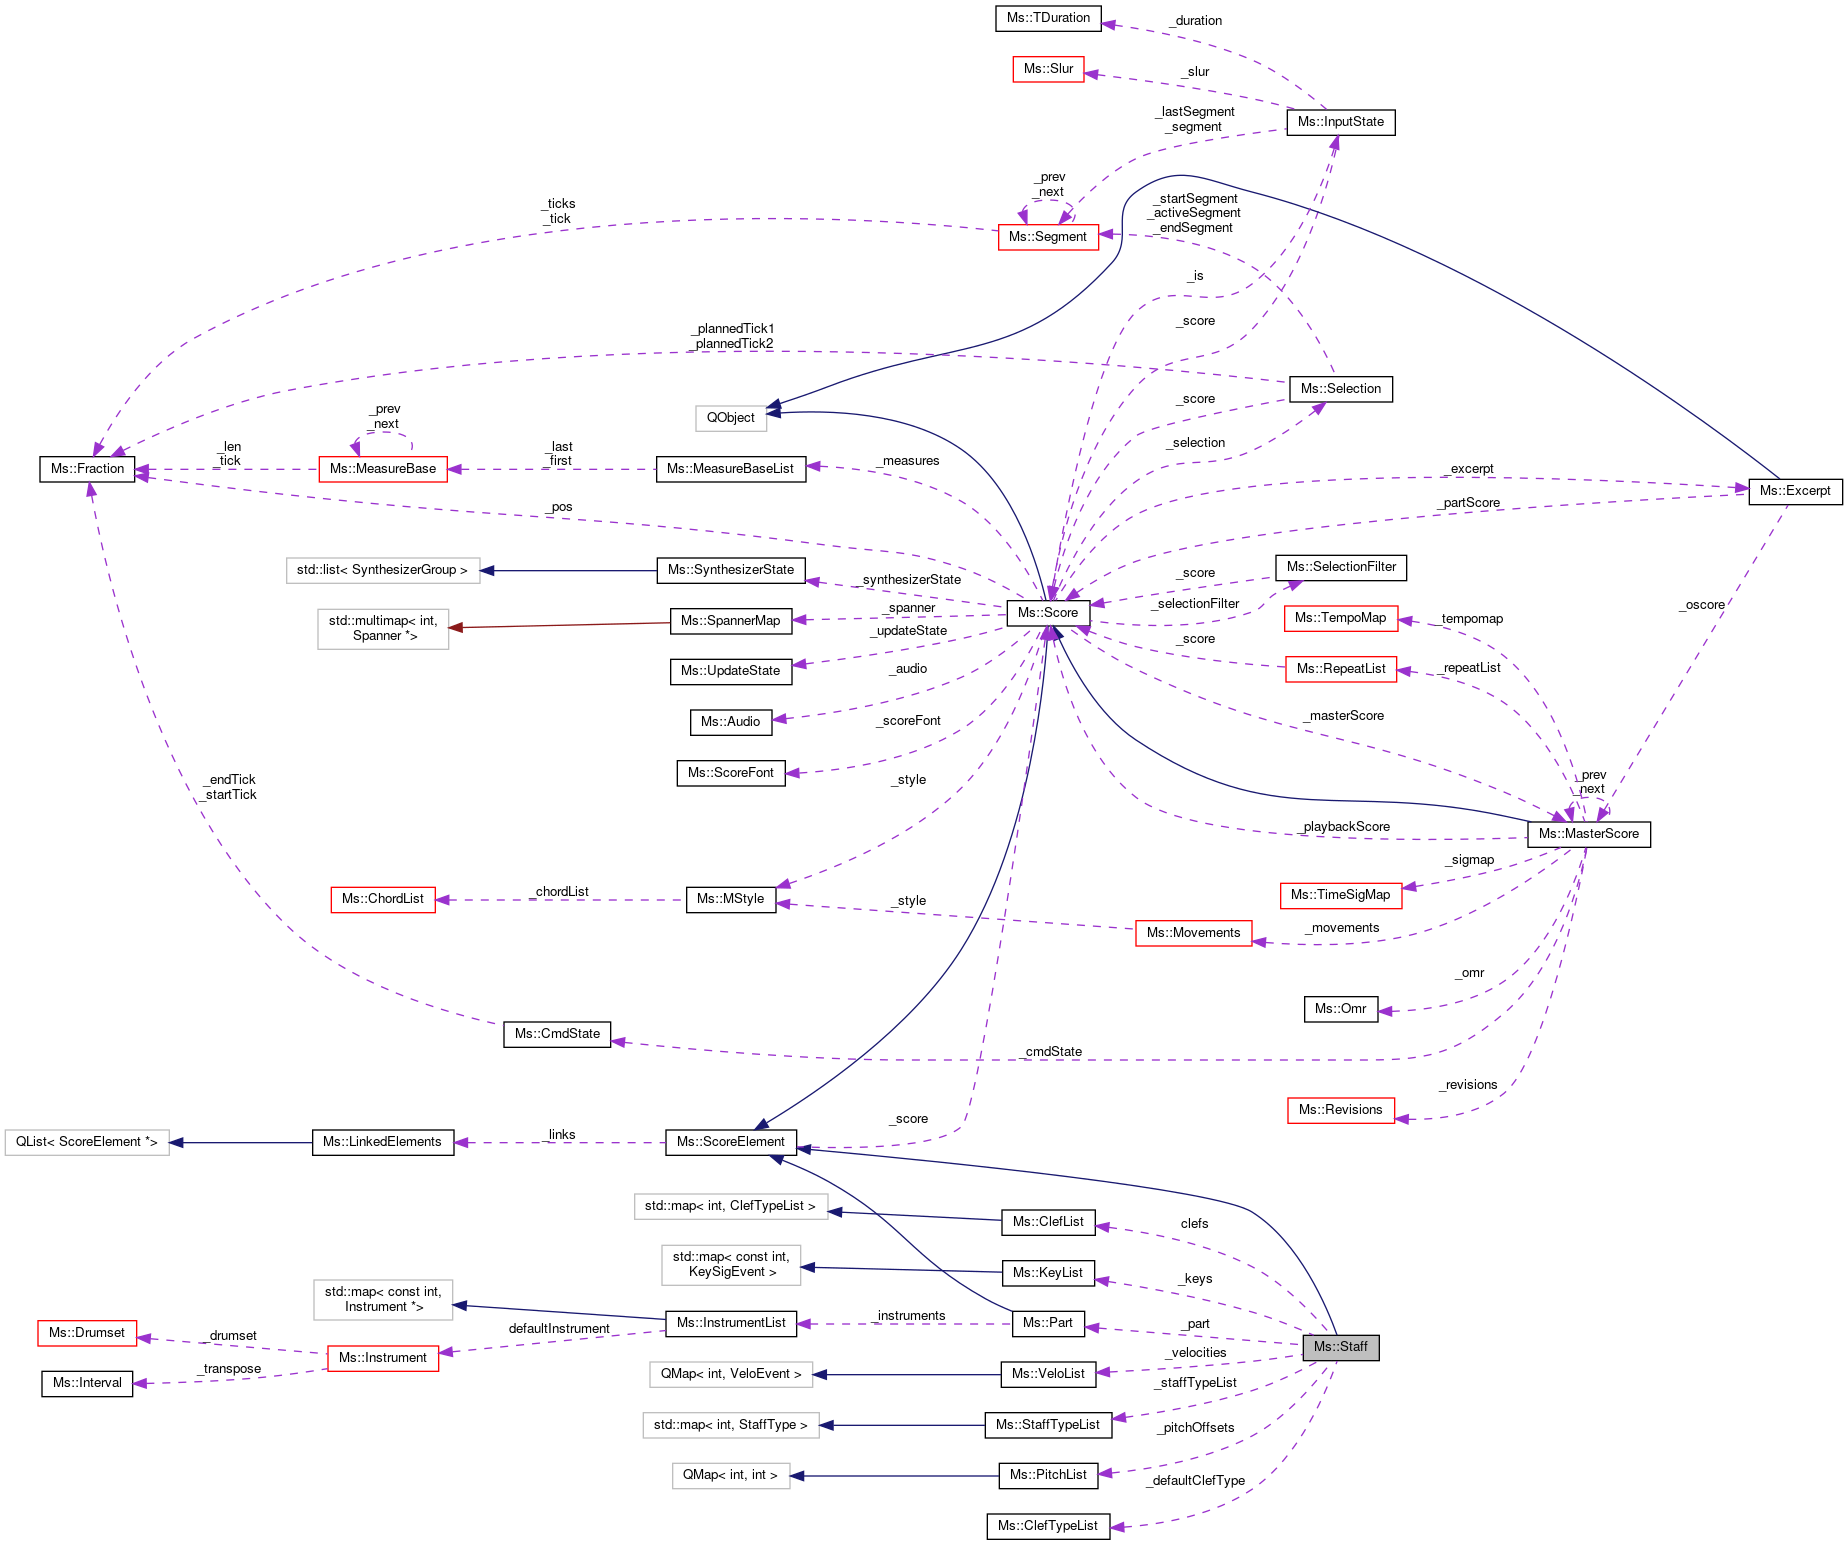 Ms::TDuration
_duration
Ms::Slur
_slur
_lastSegment
_segment
Ms::InputState
_prev
_next
_ticks
_tick
_startSegment
_activeSegment
_endSegment
Ms::Segment
_is
_score
_plannedTick1
_plannedTick2
Ms::Selection
_score
QObject
_prev
_next
_selection
_len
_tick
_last
_first
_measures
_excerpt
Ms::Fraction
Ms::MeasureBase
Ms::MeasureBaseList
Ms::Excerpt
_pos
_partScore
std::list< SynthesizerGroup >
Ms::SynthesizerState
_synthesizerState
_score
Ms::SelectionFilter
_selectionFilter
_oscore
Ms::Score
std::multimap< int,
Spanner *>
Ms::SpannerMap
_spanner
Ms::TempoMap
_tempomap
_updateState
_score
Ms::UpdateState
_audio
Ms::RepeatList
_repeatList
Ms::Audio
_scoreFont
_masterScore
Ms::ScoreFont
_style
_endTick
_startTick
_prev
_next
_playbackScore
Ms::MasterScore
_sigmap
_chordList
Ms::ChordList
Ms::MStyle
_style
Ms::TimeSigMap
Ms::Movements
_movements
_omr
Ms::Omr
Ms::CmdState
_cmdState
_revisions
Ms::Revisions
_score
QList< ScoreElement *>
Ms::LinkedElements
_links
Ms::ScoreElement
std::map< int, ClefTypeList >
Ms::ClefList
clefs
std::map< const int,
KeySigEvent >
Ms::KeyList
_keys
std::map< const int,
Instrument *>
Ms::InstrumentList
_instruments
Ms::Part
_part
Ms::Drumset
_drumset
defaultInstrument
Ms::Staff
Ms::Instrument
_velocities
Ms::Interval
_transpose
QMap< int, VeloEvent >
Ms::VeloList
_staffTypeList
std::map< int, StaffType >
Ms::StaffTypeList
_pitchOffsets
QMap< int, int >
Ms::PitchList
_defaultClefType
Ms::ClefTypeList